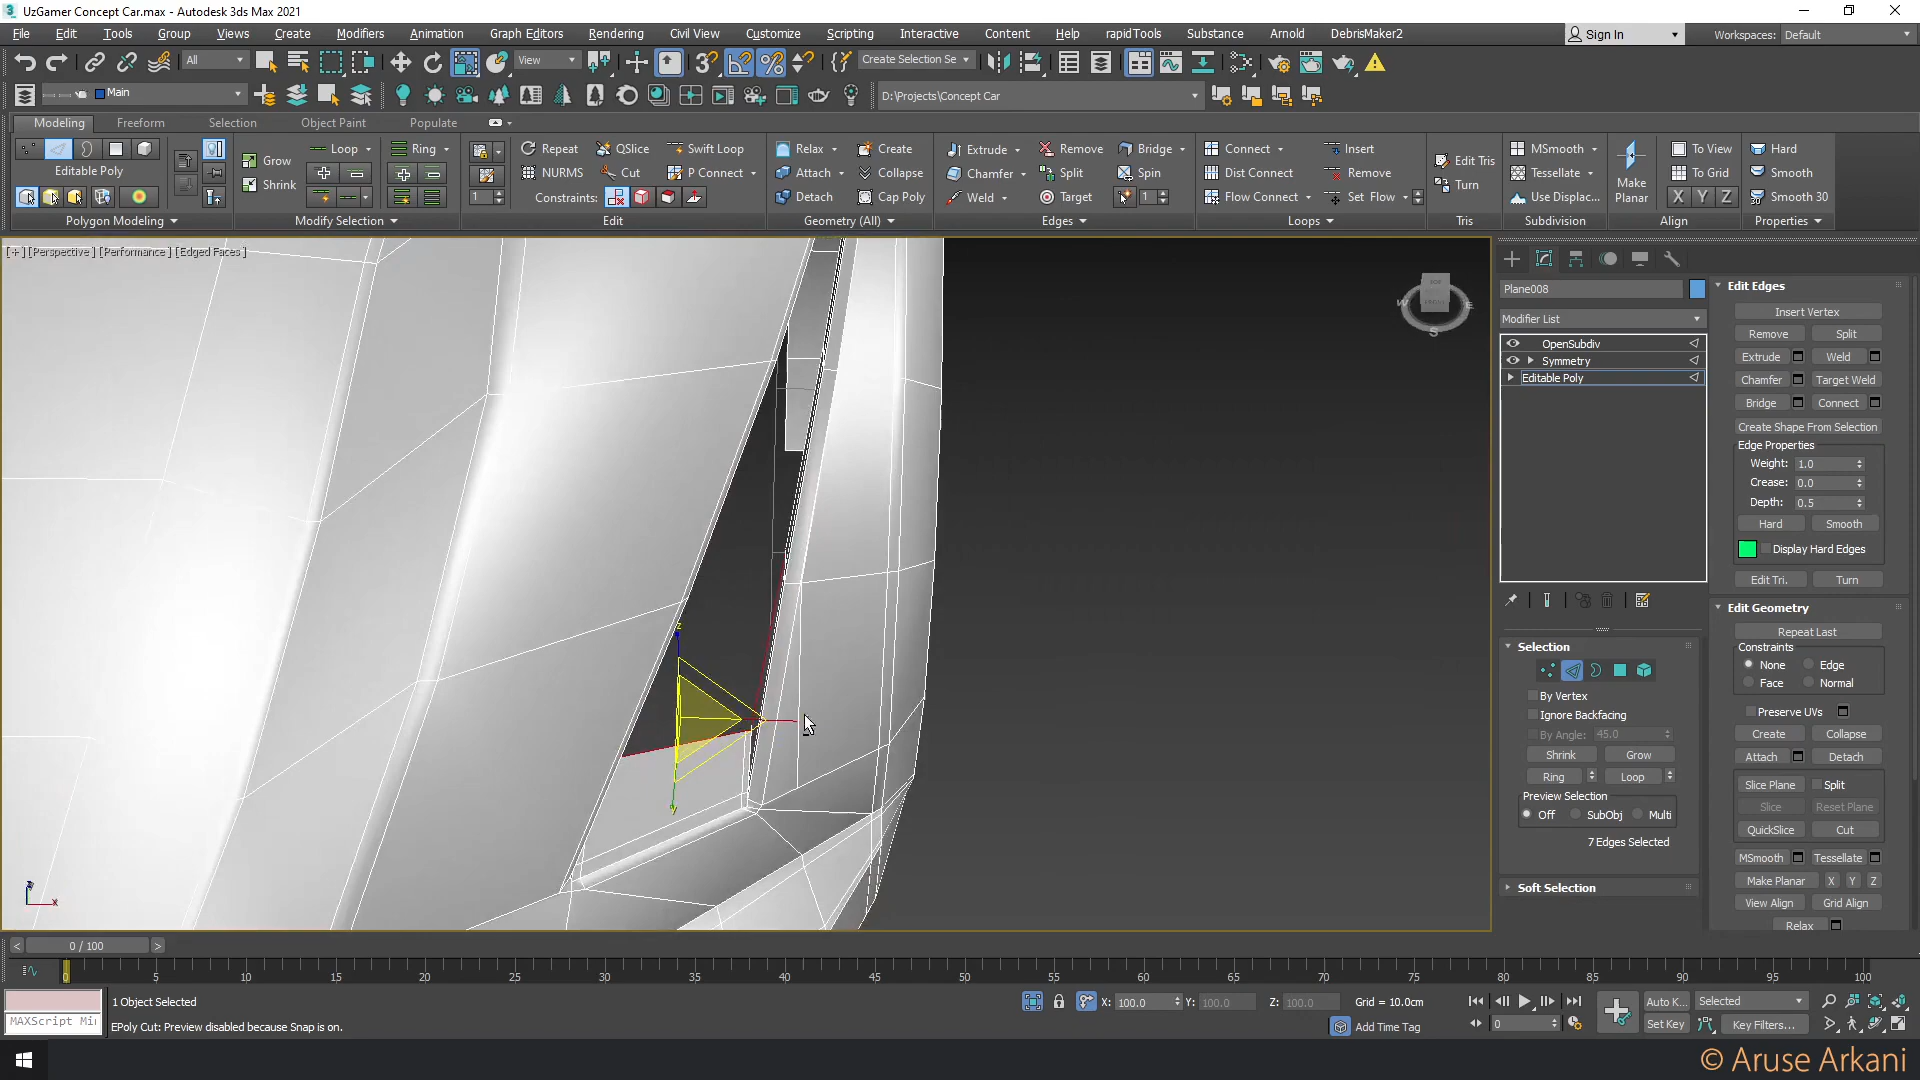 UzGamer Concept Car.max - Autodesk 3ds Max 2021
File Edit Tools Group Views Create Modifiers Animation Graph Editors Rendering Civil View Customize Scripting Interactive Content Help rapidTools Substance Arnold DebrisMaker2
Sign In Workspaces: Default
All View Create Selection Se
Main D:\Projects\Concept Car
Modeling Freeform Selection Object Paint Populate
Loop Ring Repeat QSlice Swift Loop Relax Create Extrude Remove Bridge Connect Insert MSmooth To View Hard
Grow NURMS Cut P Connect Attach Collapse Chamfer Split Spin Dist Connect Remove Edit Tris Tessellate To Grid Smooth
Editable Poly Shrink Constraints: Detach Cap Poly Weld Target 1 Flow Connect Set Flow Turn Use Displac... Make Planar X Y Z Smooth 30
1
Polygon Modeling Modify Selection Edit Geometry (All) Edges Loops Tris Subdivision Align Properties
[+] [Perspective] [Performance] [Edged Faces]
TOP
FRONT
W E S
z
y
z
x
Plane008
Modifier List
OpenSubdiv
Symmetry
Editable Poly
Selection
By Vertex
Ignore Backfacing
By Angle: 45.0
Shrink Grow
Ring Loop
Preview Selection
Off SubObj Multi
7 Edges Selected
Soft Selection
Edit Edges
Insert Vertex
Remove Split
Extrude Weld
Chamfer Target Weld
Bridge Connect
Create Shape From Selection
Edge Properties
Weight: 1.0
Crease: 0.0
Depth: 0.5
Hard Smooth
Display Hard Edges
Edit Tri. Turn
Edit Geometry
Repeat Last
Constraints
None Edge
Face Normal
Preserve UVs
Create Collapse
Attach Detach
Slice Plane Split
Slice Reset Plane
QuickSlice Cut
MSmooth Tessellate
Make Planar X Y Z
View Align Grid Align
Relax
0 / 100
0 5 10 15 20 25 30 35 40 45 50 55 60 65 70 75 80 85 90 95 100
1 Object Selected X: 100.0 Y: 100.0 Z: 100.0 Grid = 10.0cm Auto K... Selected
MAXScript Mi EPoly Cut: Preview disabled because Snap is on. Add Time Tag 0 Set Key Key Filters...
© Aruse Arkani